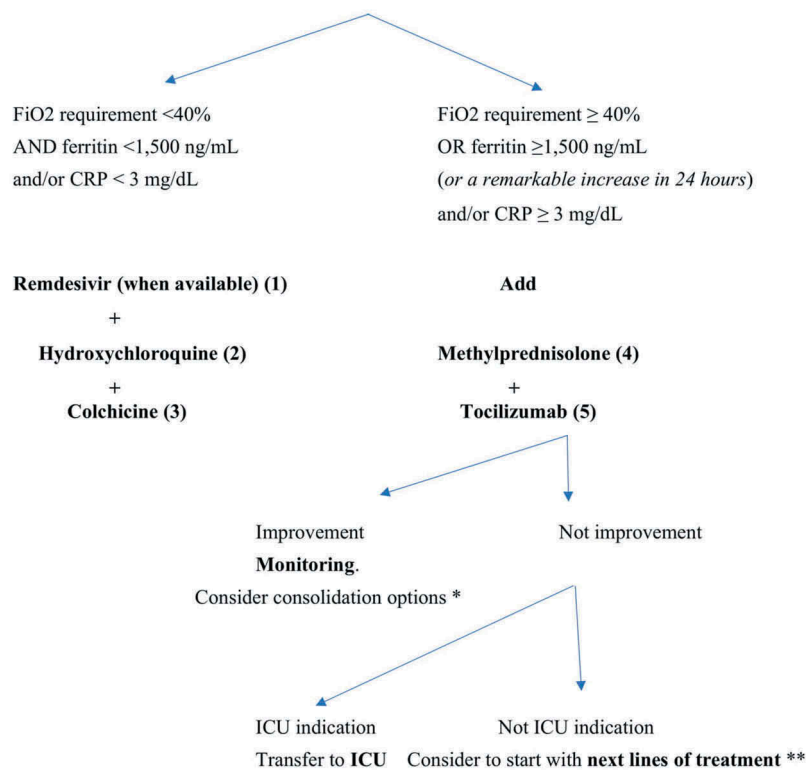 FiO2 requirement <40%
AND ferritin <1,500 ng/mL
and/or CRP < 3 mg/dL
FiO2 requirement ≥ 40%
OR ferritin ≥1,500 ng/mL
(or a remarkable increase in 24 hours)
and/or CRP ≥ 3 mg/dL
Remdesivir (when available) (1)
+
Hydroxychloroquine (2)
+
Colchicine (3)
Add
Methylprednisolone (4)
+
Tocilizumab (5)
Improvement
Monitoring.
Consider consolidation options *
Not improvement
ICU indication
Transfer to ICU
Not ICU indication
Consider to start with next lines of treatment **